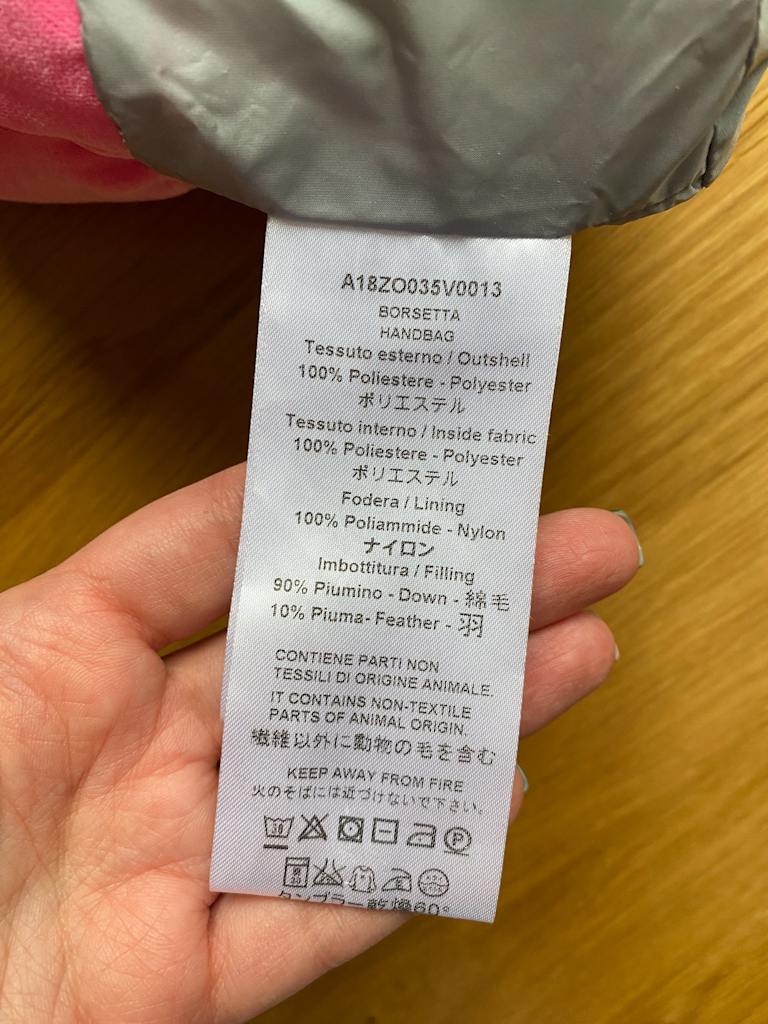 A18ZO035V0013
BORSETTA
HANDBAG
Tessuto esterno / Outshell
100% Poliestere - Polyester
ポリエステル
Tessuto interno / Inside fabric
100% Poliestere - Polyester
ポリエステル
Fodera / Lining
100% Poliammide - Nylon
ナイロン
Imbottitura / Filling
90% Piumino - Down - 綿毛
10% Piuma- Feather - 羽
CONTIENE PARTI NON
TESSILI DI ORIGINE ANIMALE.
IT CONTAINS NON-TEXTILE
PARTS OF ANIMAL ORIGIN.
繊維以外に動物の毛を含む
KEEP AWAY FROM FIRE
火のそばには近づけないで下さい。
30 P
30
タンブラー乾燥60°